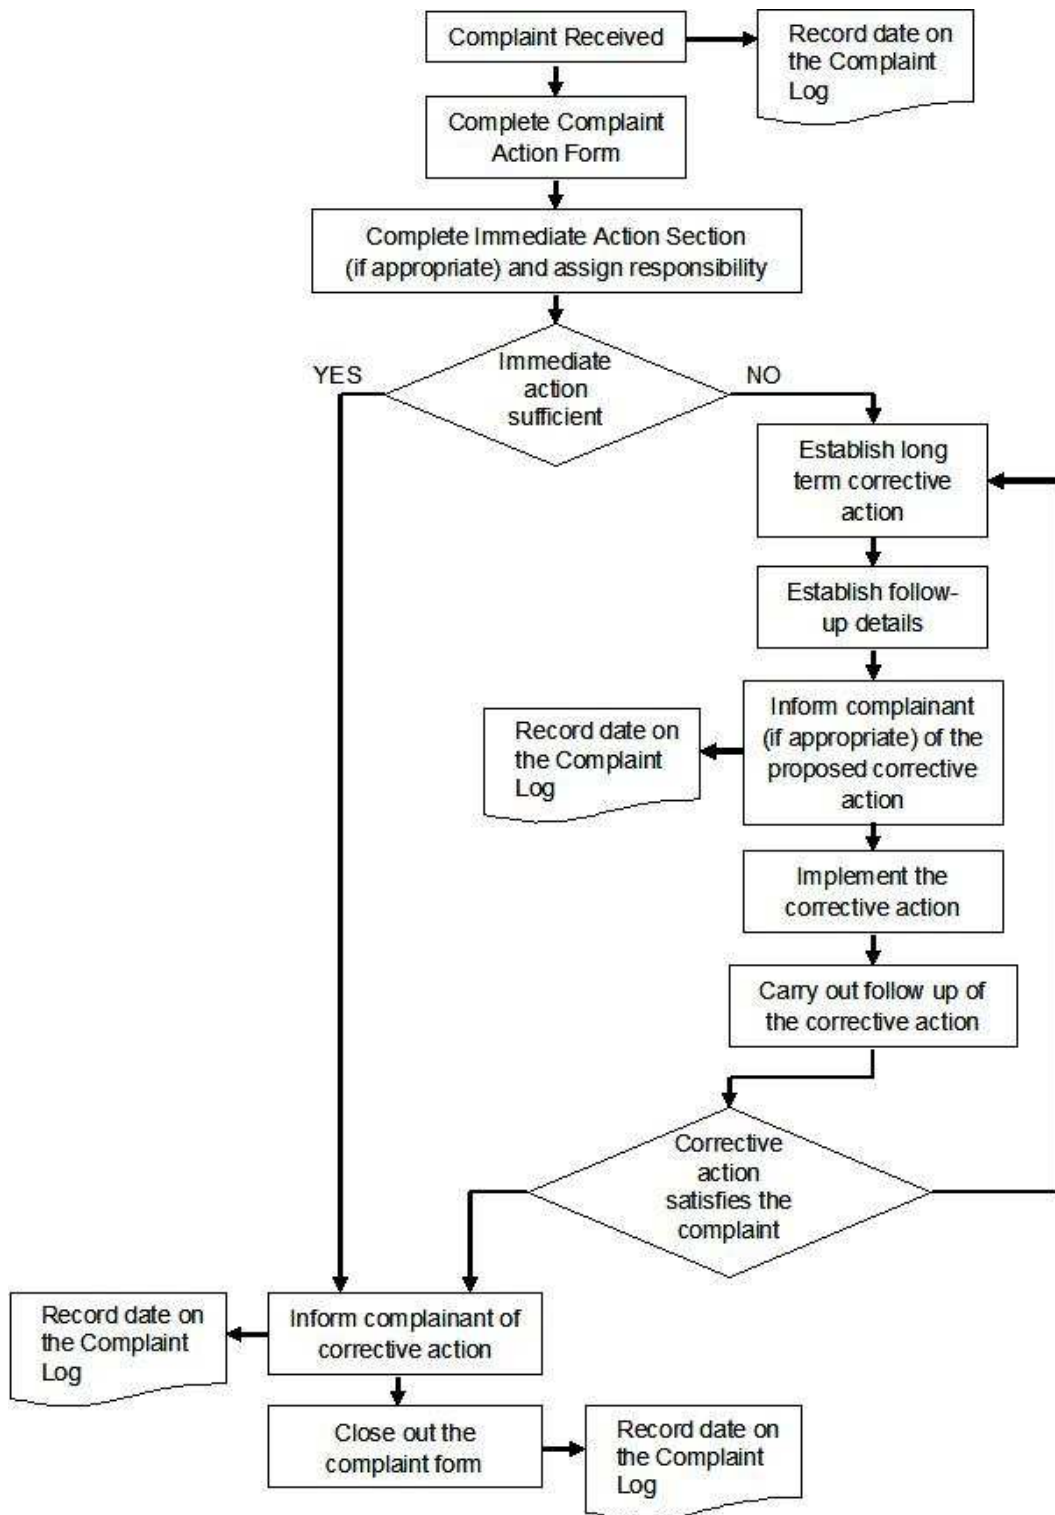 Complaint Received
Record date on
the Complaint
Log
Complete Complaint
Action Form
Complete Immediate Action Section
(if appropriate) and assign responsibility
Immediate
action
sufficient
YES
NO
Establish long
term corrective
action
Establish follow-
up details
Inform complainant
(if appropriate) of the
proposed corrective
action
Record date on
the Complaint
Log
Implement the
corrective action
Carry out follow up of
the corrective action
Corrective
action
satisfies the
complaint
Inform complainant of
corrective action
Record date on
the Complaint
Log
Close out the
complaint form
Record date on
the Complaint
Log